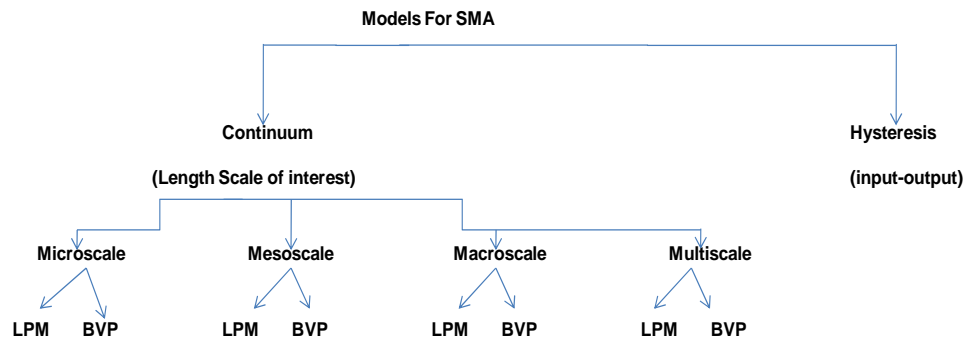 Models For SMA
Continuum
Hysteresis
(Length Scale of interest)
(input-output)
Microscale
Mesoscale
Macroscale
Multiscale
LPM BVP
LPM BVP
LPM BVP
LPM BVP